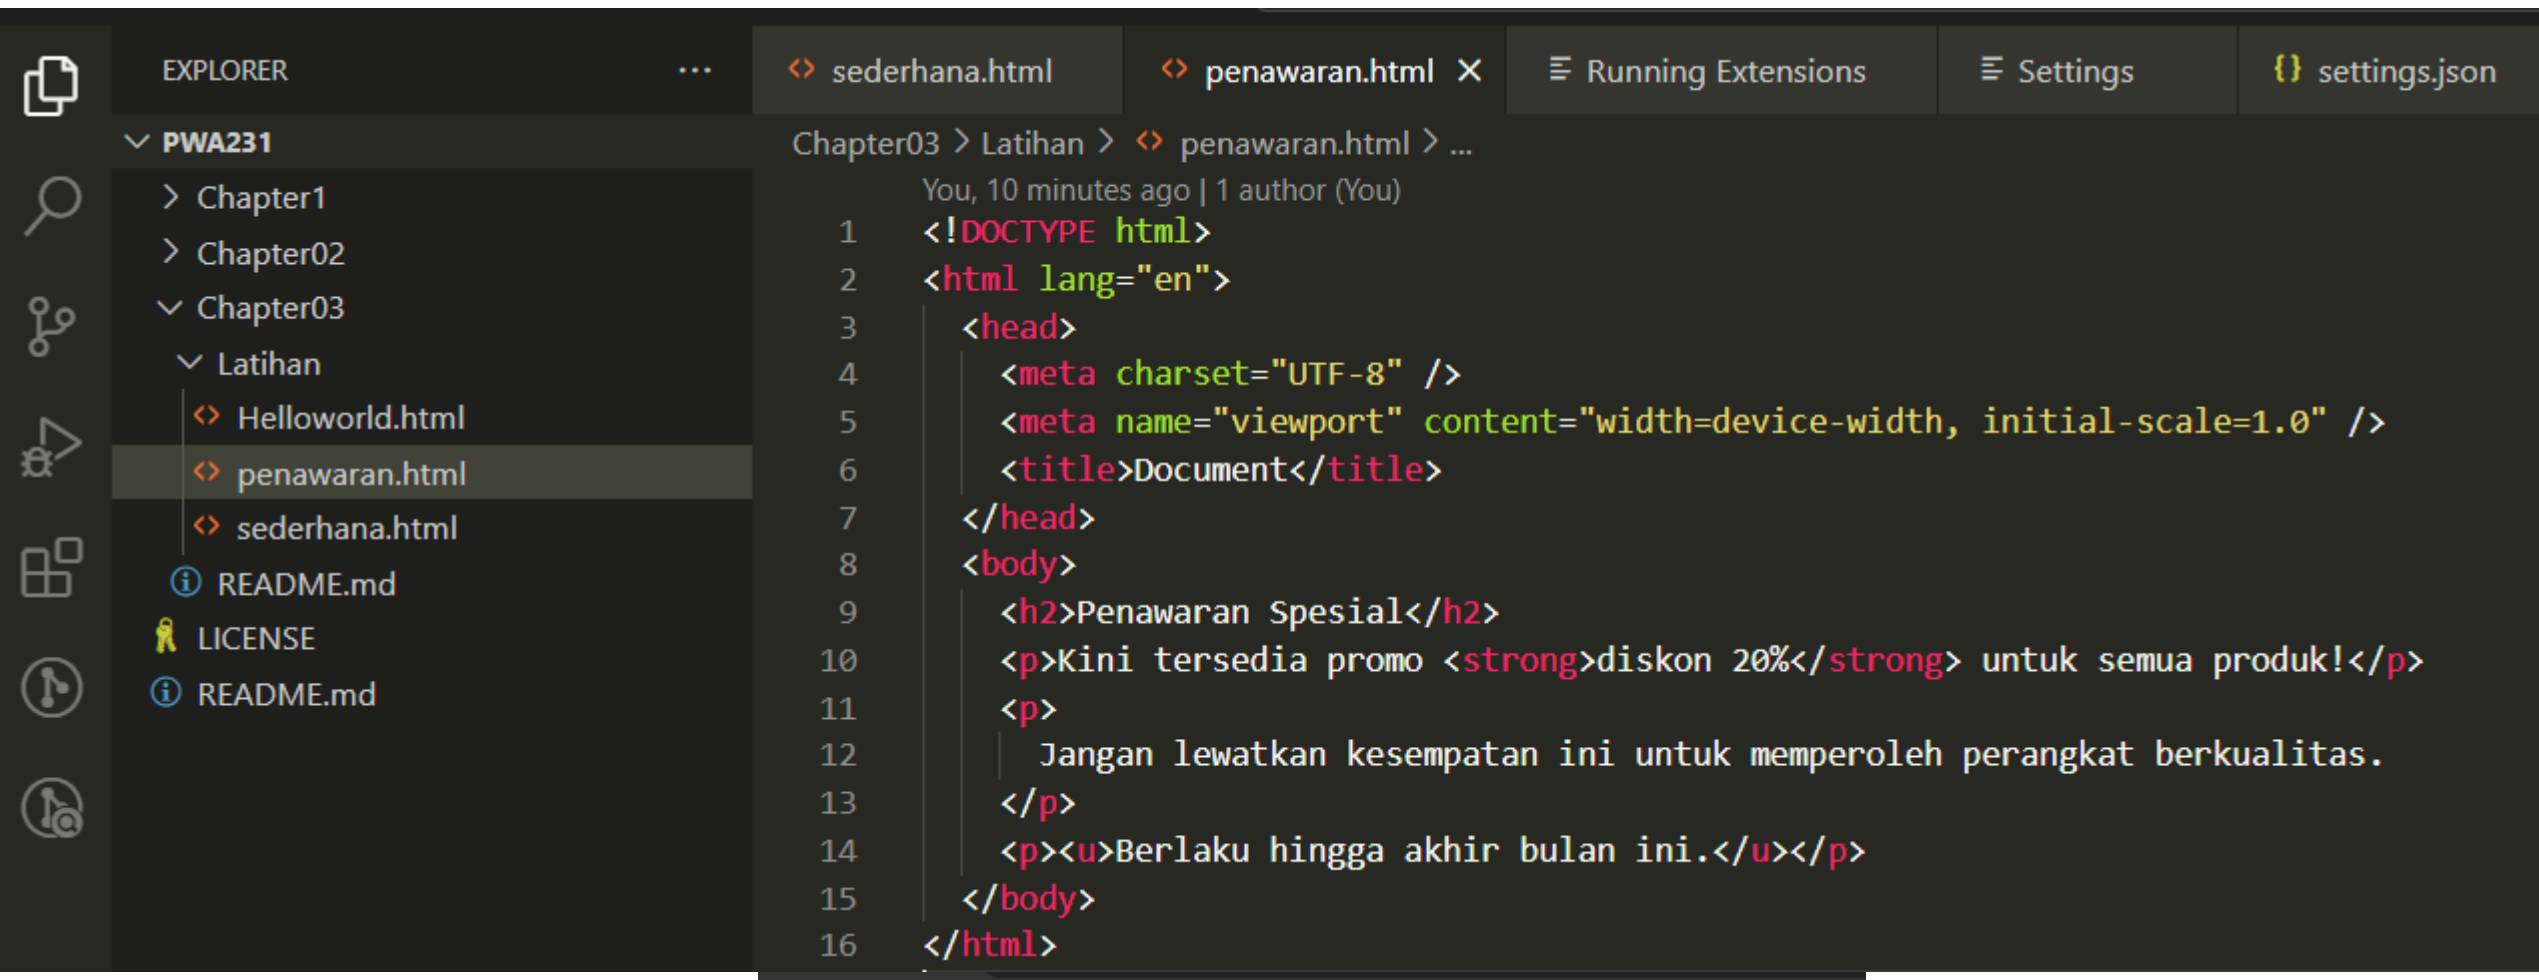 EXPLORER ...
PWA231
Chapter1
Chapter02
Chapter03
Latihan
Helloworld.html
penawaran.html
sederhana.html
README.md
LICENSE
README.md
sederhana.html penawaran.html Running Extensions Settings {} settings.json
Chapter03 > Latihan > penawaran.html > ...
You, 10 minutes ago | 1 author (You)
1 <!DOCTYPE html>
2 <html lang="en">
3 <head>
4 <meta charset="UTF-8" />
5 <meta name="viewport" content="width=device-width, initial-scale=1.0" />
6 <title>Document</title>
7 </head>
8 <body>
9 <h2>Penawaran Spesial</h2>
10 <p>Kini tersedia promo <strong>diskon 20%</strong> untuk semua produk!</p>
11 <p>
12 Jangan lewatkan kesempatan ini untuk memperoleh perangkat berkualitas.
13 </p>
14 <p><u>Berlaku hingga akhir bulan ini.</u></p>
15 </body>
16 </html>